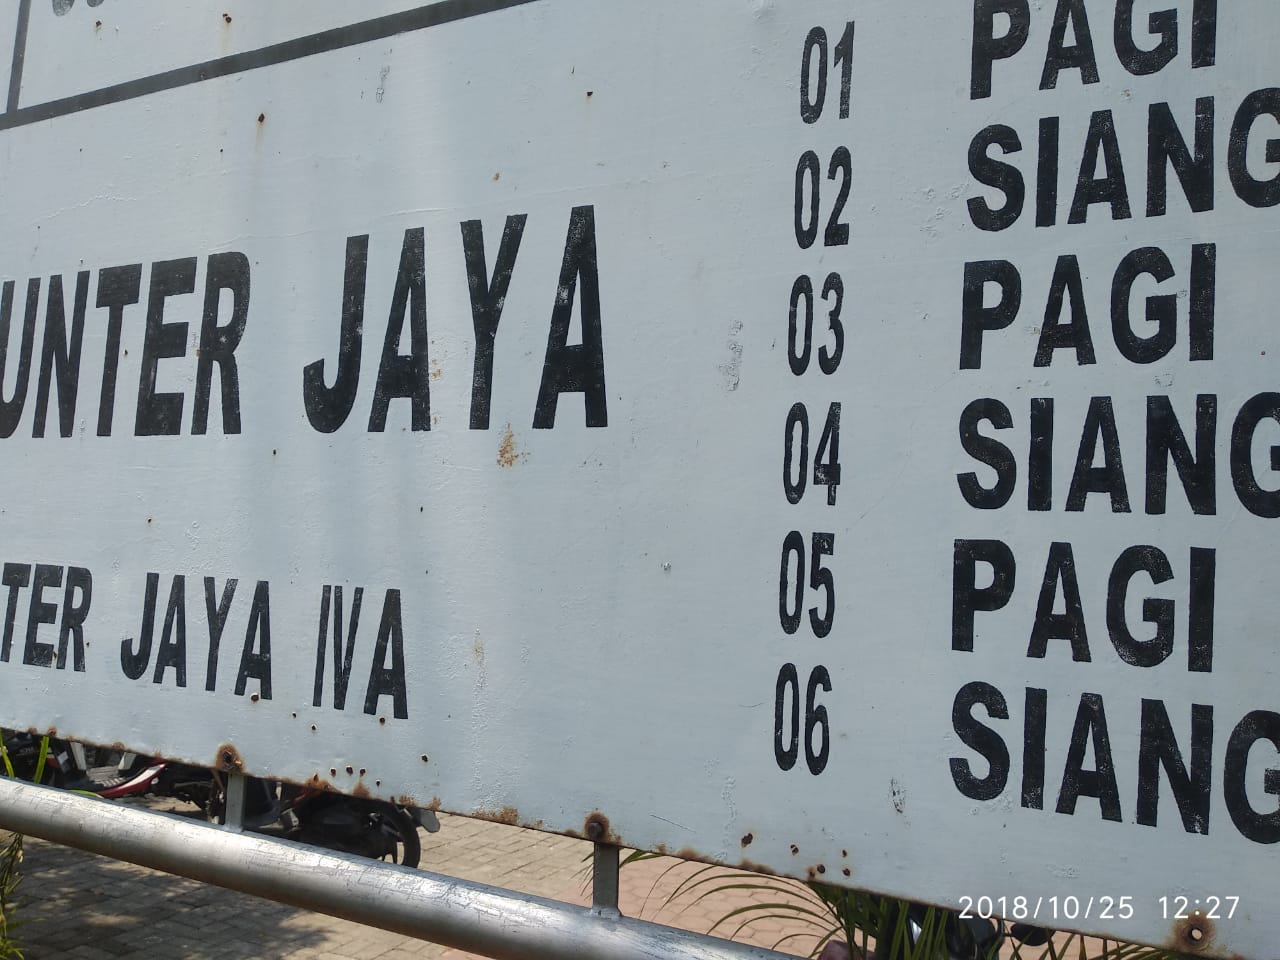 UNTER JAYA
TER JAYA IVA
01 PAGI
02 SIANG
03 PAGI
04 SIANG
05 PAGI
06 SIANG
2018/10/25 12:27